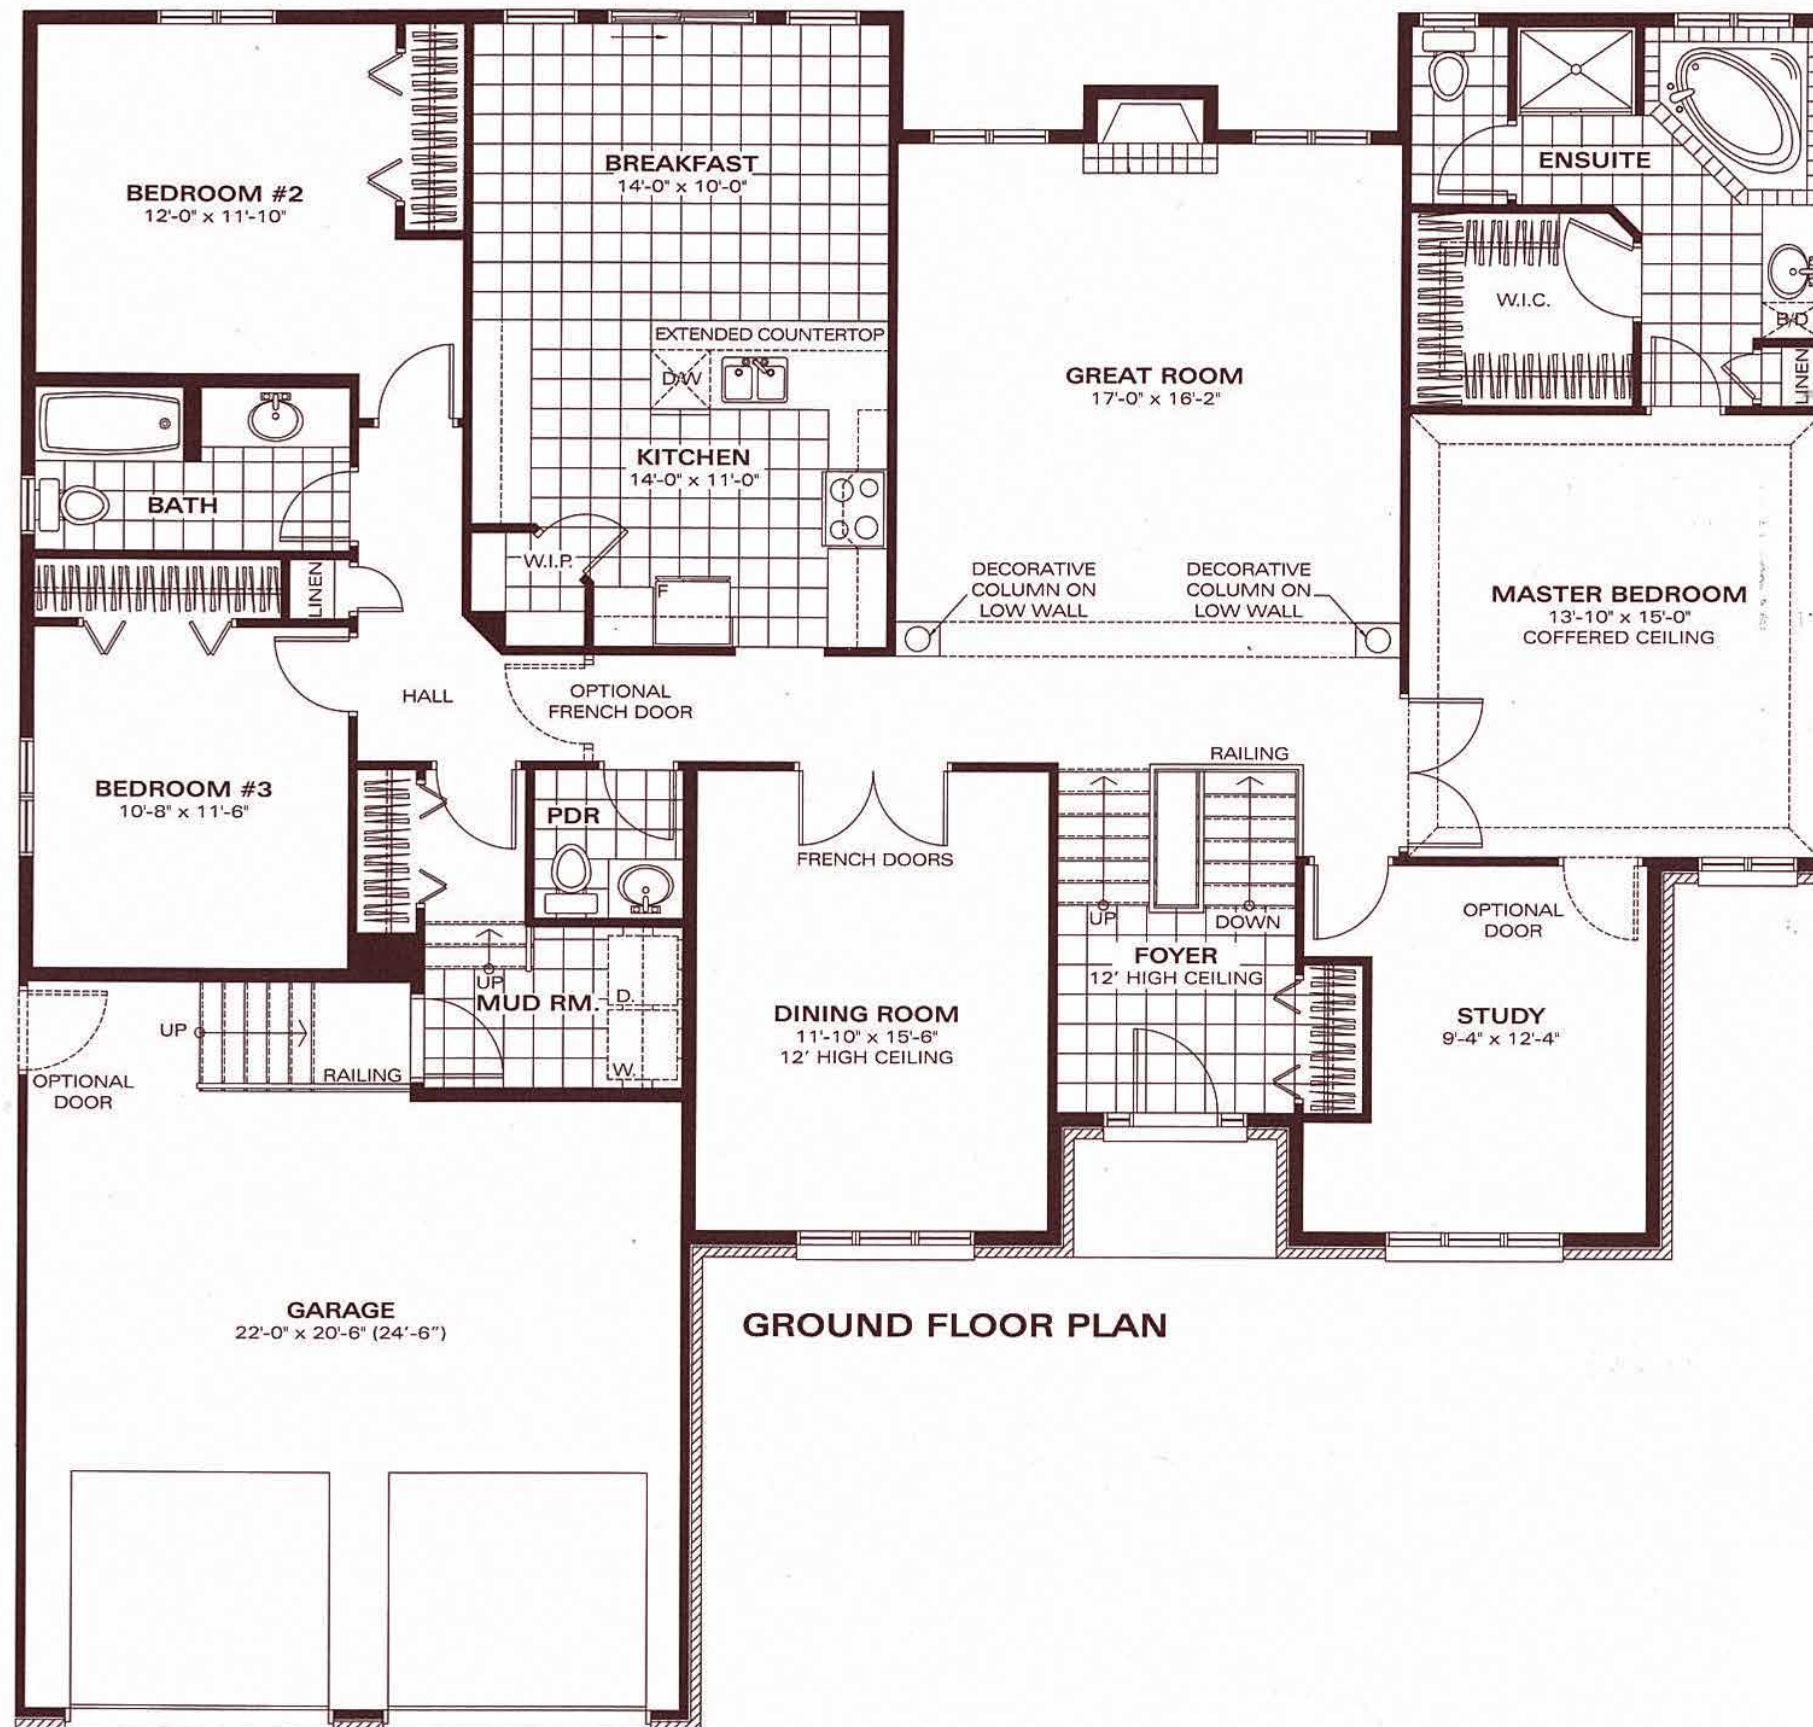 BEDROOM #2
12'-0" x 11'-10"
BREAKFAST
14'-0" x 10'-0"
EXTENDED COUNTERTOP
D/W
KITCHEN
14'-0" x 11'-0"
W.I.P.
F
GREAT ROOM
17'-0" x 16'-2"
DECORATIVE
COLUMN ON
LOW WALL
DECORATIVE
COLUMN ON
LOW WALL
ENSUITE
W.I.C.
B/D
LINEN
MASTER BEDROOM
13'-10" x 15'-0"
COFFERED CEILING
BATH
LINEN
HALL
OPTIONAL
FRENCH DOOR
BEDROOM #3
10'-8" x 11'-6"
PDR
FRENCH DOORS
RAILING
UP
DOWN
FOYER
12' HIGH CEILING
OPTIONAL
DOOR
UP
MUD RM.
D.
W.
DINING ROOM
11'-10" x 15'-6"
12' HIGH CEILING
STUDY
9'-4" x 12'-4"
UP
RAILING
OPTIONAL
DOOR
GARAGE
22'-0" x 20'-6" (24'-6")
GROUND FLOOR PLAN